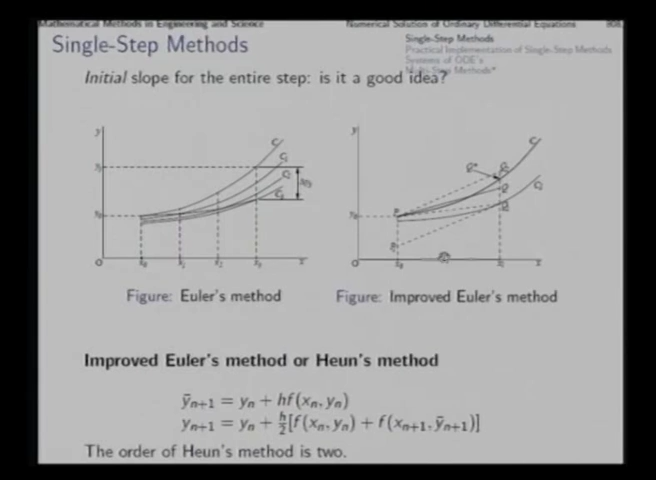 Mathematical Methods in Engineering and Science
Numerical Solution of Ordinary Differential Equations
Single-Step Methods
Single-Step Methods
Practical Implementation of Single-Step Methods
Systems of ODE's
Multi-Step Methods*
Initial slope for the entire step: is it a good idea?
Figure: Euler's method
Figure: Improved Euler's method
Improved Euler's method or Heun's method
ȳₙ₊₁ = yₙ + hf(xₙ, yₙ)
yₙ₊₁ = yₙ + h/2[f(xₙ, yₙ) + f(xₙ₊₁, ȳₙ₊₁)]
The order of Heun's method is two.